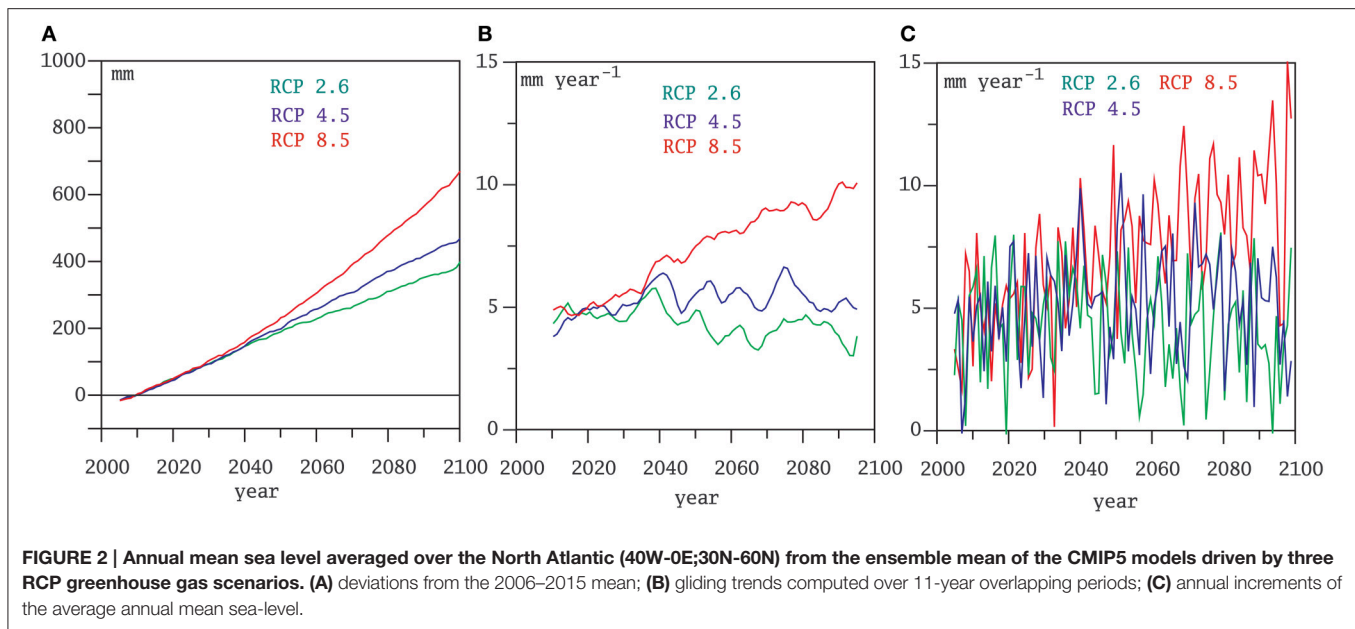 A
1000
800
600
400
200
0
mm
RCP 2.6
RCP 4.5
RCP 8.5
2000 2020 2040 2060 2080 2100
year
B
15
10
5
0
mm year-1
RCP 2.6
RCP 4.5
RCP 8.5
2000 2020 2040 2060 2080 2100
year
C
15
10
5
0
mm year-1 RCP 2.6 RCP 8.5
RCP 4.5
2000 2020 2040 2060 2080 2100
year
FIGURE 2 | Annual mean sea level averaged over the North Atlantic (40W-0E;30N-60N) from the ensemble mean of the CMIP5 models driven by three
RCP greenhouse gas scenarios. (A) deviations from the 2006–2015 mean; (B) gliding trends computed over 11-year overlapping periods; (C) annual increments of
the average annual mean sea-level.